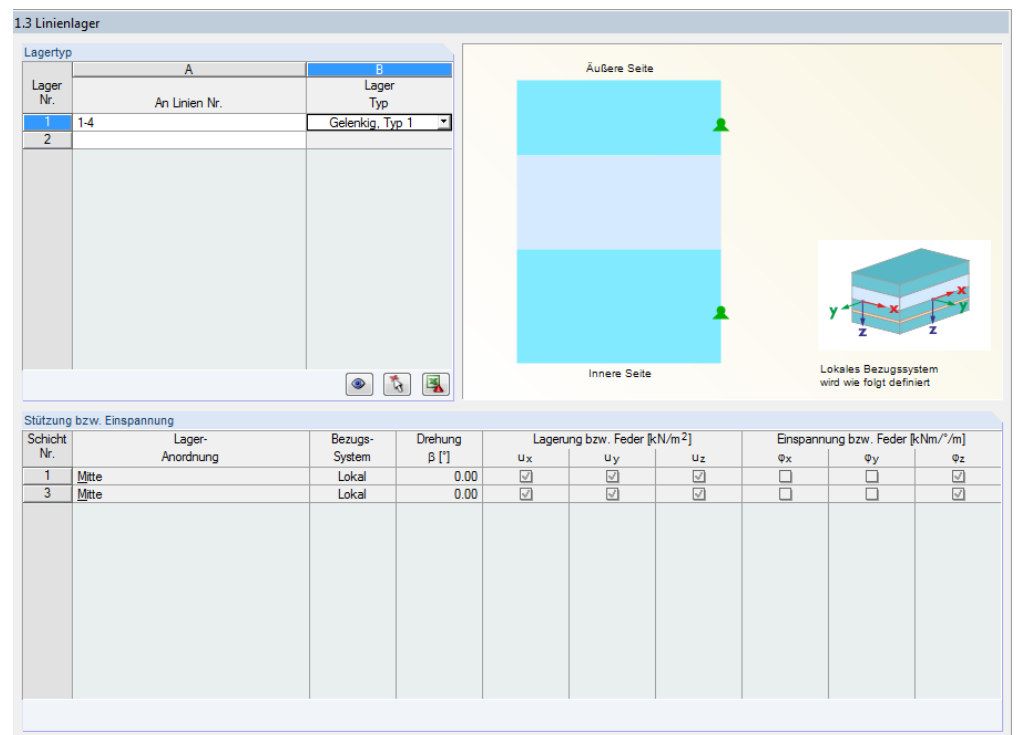 1.3 Linienlager
Lagertyp
A B
Lager Nr. An Linien Nr. Lager Typ
1 1-4 Gelenkig, Typ 1
2
Äußere Seite
Innere Seite
x
y
z
x
y
z
Lokales Bezugssystem
wird wie folgt definiert
Stützung bzw. Einspannung
Schicht Lager- Bezugs- Drehung Lagerung bzw. Feder [kN/m²] Einspannung bzw. Feder [kNm/°/m]
Nr. Anordnung System β [°] ux uy uz φx φy φz
1 Mitte Lokal 0.00
3 Mitte Lokal 0.00